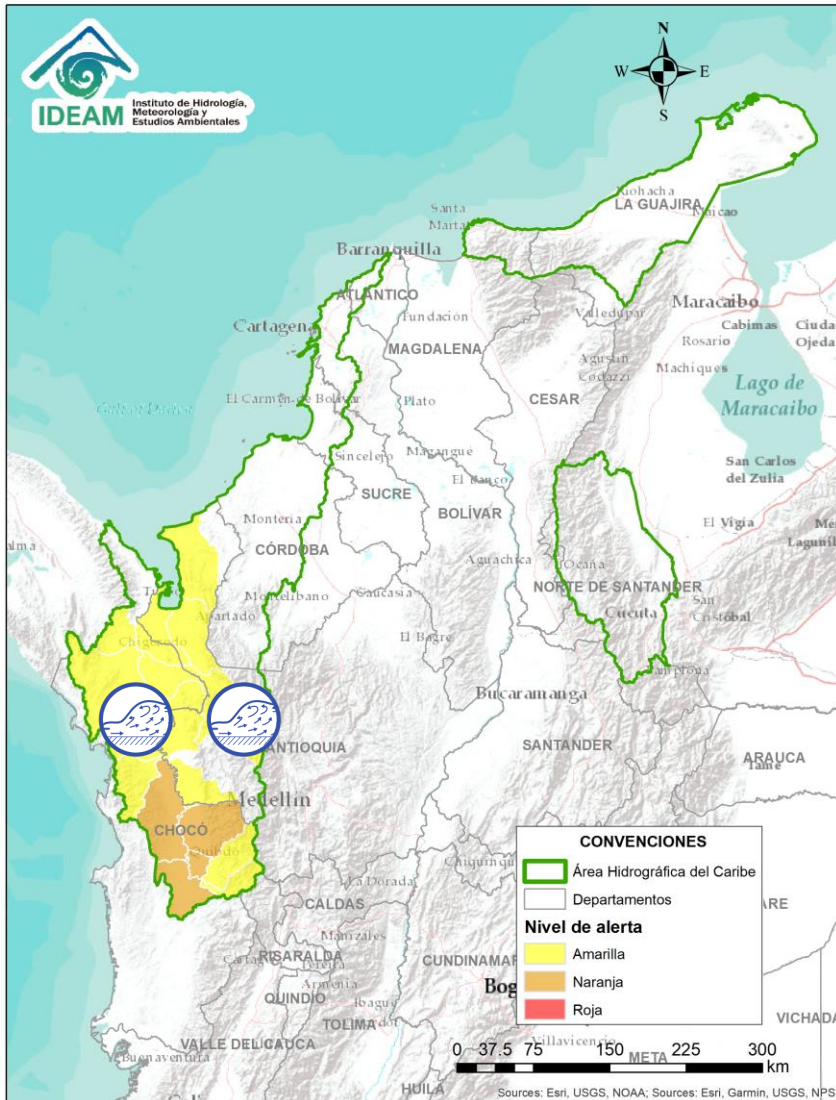 IDEAM
Instituto de Hidrología,
Meteorología y
Estudios Ambientales
N
W E
S
Riohacha
LA GUAJIRA
Maicao
Santa
Marta
Barranquilla
ATLÁNTICO
Fundación
Cartagena
MAGDALENA
Valledupar
Maracaibo
Cabimas
Ciudad
Ojeda
Rosario
Machiques
Agustín
Codazzi
CESAR
Lago de
Maracaibo
El Carmen de Bolívar
Plato
Sincelejo
Magangué
SUCRE
El Banco
BOLÍVAR
San Carlos
del Zulia
Montería
CÓRDOBA
El Vigía
Aguachica
Ocaña
NORTE DE SANTANDER
Cúcuta
San
Cristóbal
Turbo
Apartadó
Montelíbano
Caucasia
Chigorodó
El Bagre
Pamplona
Bucaramanga
ANTIOQUIA
SANTANDER
ARAUCA
Tame
Medellín
CHOCÓ
Quibdó
La Dorada
CALDAS
Manizales
RISARALDA
Cartago
Pereira
Armenia
QUINDÍO
Ibagué
TOLIMA
VALLE DEL CAUCA
Buenaventura
HUILA
Villavicencio
META
VICHADA
CONVENCIONES
Área Hidrográfica del Caribe
Departamentos
Nivel de alerta
Amarilla
Naranja
Roja
0 37.5 75 150 225 300
km
Sources: Esri, USGS, NOAA; Sources: Esri, Garmin, USGS, NPS